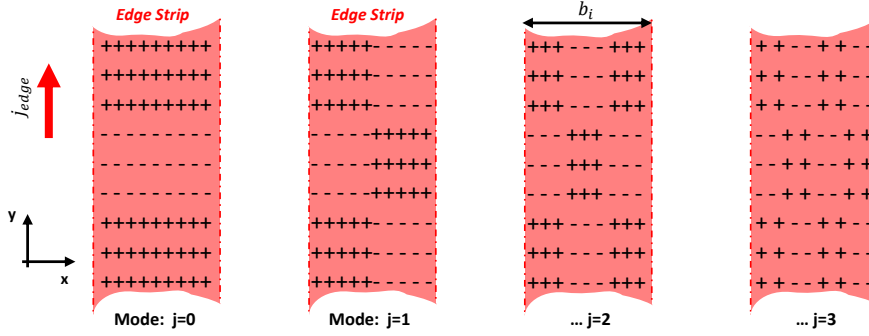 Edge Strip
Edge Strip
b_i
j_edge
+++++++++ +++++- - - - - +++- - - -+++ + + - - + + - -
+++++++++ +++++- - - - - +++- - - -+++ + + - - + + - -
+++++++++ +++++- - - - - +++- - - -+++ + + - - + + - -
- - - - - - - - - - - - - - +++++ - - - -+++- - - - - - + + - - + +
- - - - - - - - - - - - - - +++++ - - - -+++- - - - - - + + - - + +
- - - - - - - - - - - - - - +++++ - - - -+++- - - - - - + + - - + +
+++++++++ +++++- - - - - +++- - - -+++ + + - - + + - -
+++++++++ +++++- - - - - +++- - - -+++ + + - - + + - -
+++++++++ +++++- - - - - +++- - - -+++ + + - - + + - -
y
x
Mode: j=0
Mode: j=1
... j=2
... j=3